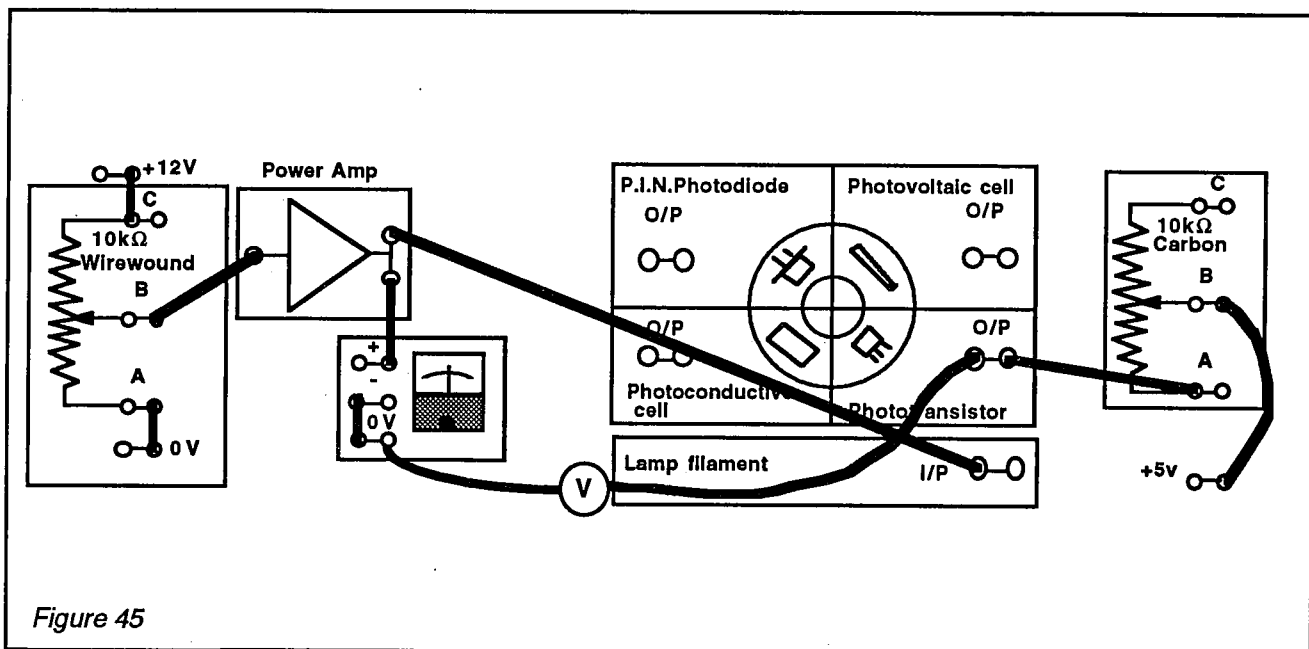 +12V
C
10kΩ
Wirewound
B
A
0V
Power Amp
+
-
0V
V
P.I.N.Photodiode
O/P
Photovoltaic cell
O/P
O/P
Photoconductive
cell
O/P
Phototransistor
Lamp filament
I/P
C
10kΩ
Carbon
B
A
+5v
Figure 45